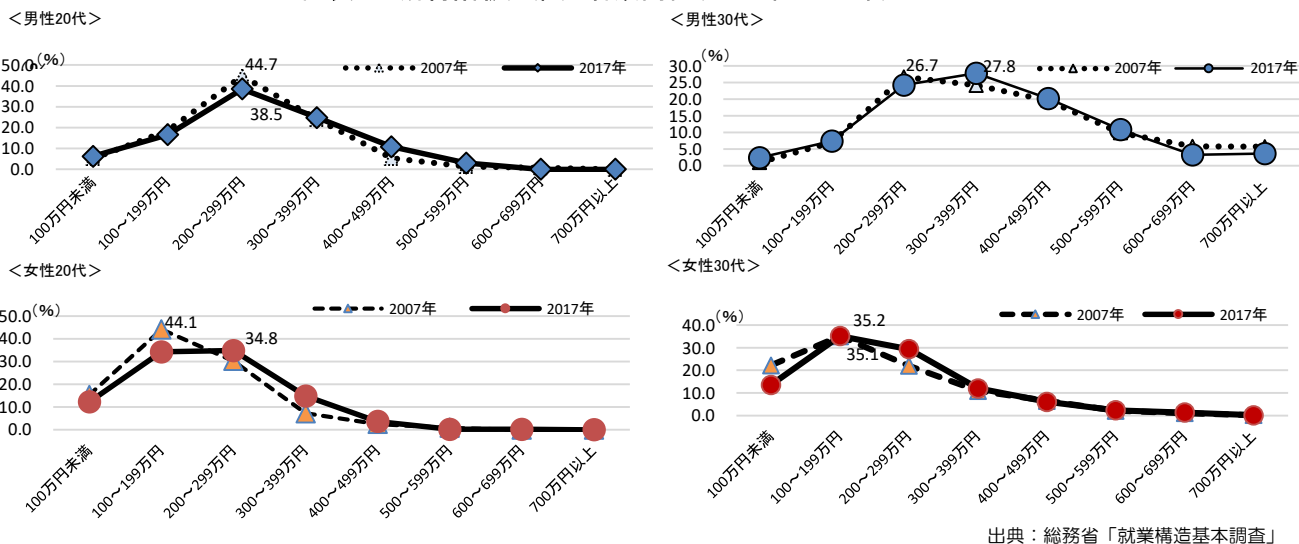 ＜男性20代＞
(%)
50.0
40.0
30.0
20.0
10.0
0.0
44.7
38.5
2007年
2017年
100万円未満
100～199万円
200～299万円
300～399万円
400～499万円
500～599万円
600～699万円
700万円以上
＜男性30代＞
(%)
30.0
25.0
20.0
15.0
10.0
5.0
0.0
26.7
27.8
2007年
2017年
100万円未満
100～199万円
200～299万円
300～399万円
400～499万円
500～599万円
600～699万円
700万円以上
＜女性20代＞
(%)
50.0
40.0
30.0
20.0
10.0
0.0
44.1
34.8
2007年
2017年
100万円未満
100～199万円
200～299万円
300～399万円
400～499万円
500～599万円
600～699万円
700万円以上
＜女性30代＞
(%)
40.0
30.0
20.0
10.0
0.0
35.2
35.1
2007年
2017年
100万円未満
100～199万円
200～299万円
300～399万円
400～499万円
500～599万円
600～699万円
700万円以上
出典：総務省「就業構造基本調査」